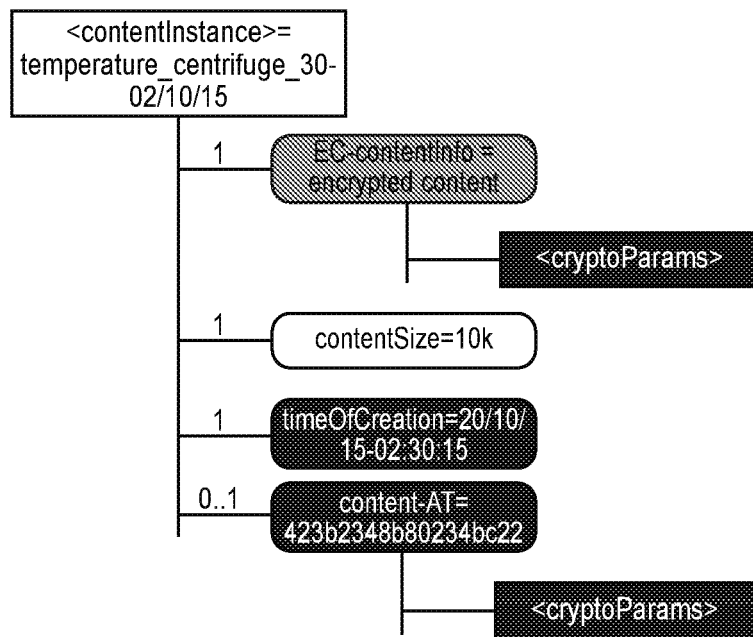 <contentInstance>=
temperature_centrifuge_30-
02/10/15
1
EC-contentInfo =
encrypted content
<cryptoParams>
1
contentSize=10k
1
timeOfCreation=20/10/
15-02:30:15
0..1
content-AT=
423b2348b80234bc22
<cryptoParams>